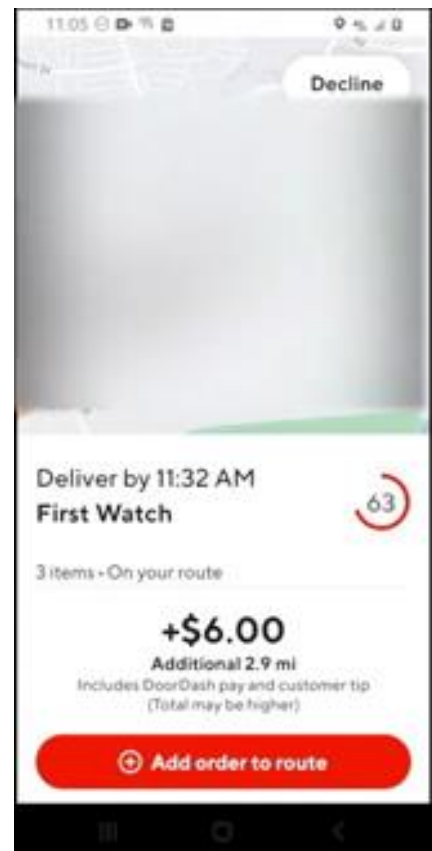 11:05
Decline
Deliver by 11:32 AM
First Watch
63
3 items • On your route
+$6.00
Additional 2.9 mi
Includes DoorDash pay and customer tip
(Total may be higher)
Add order to route